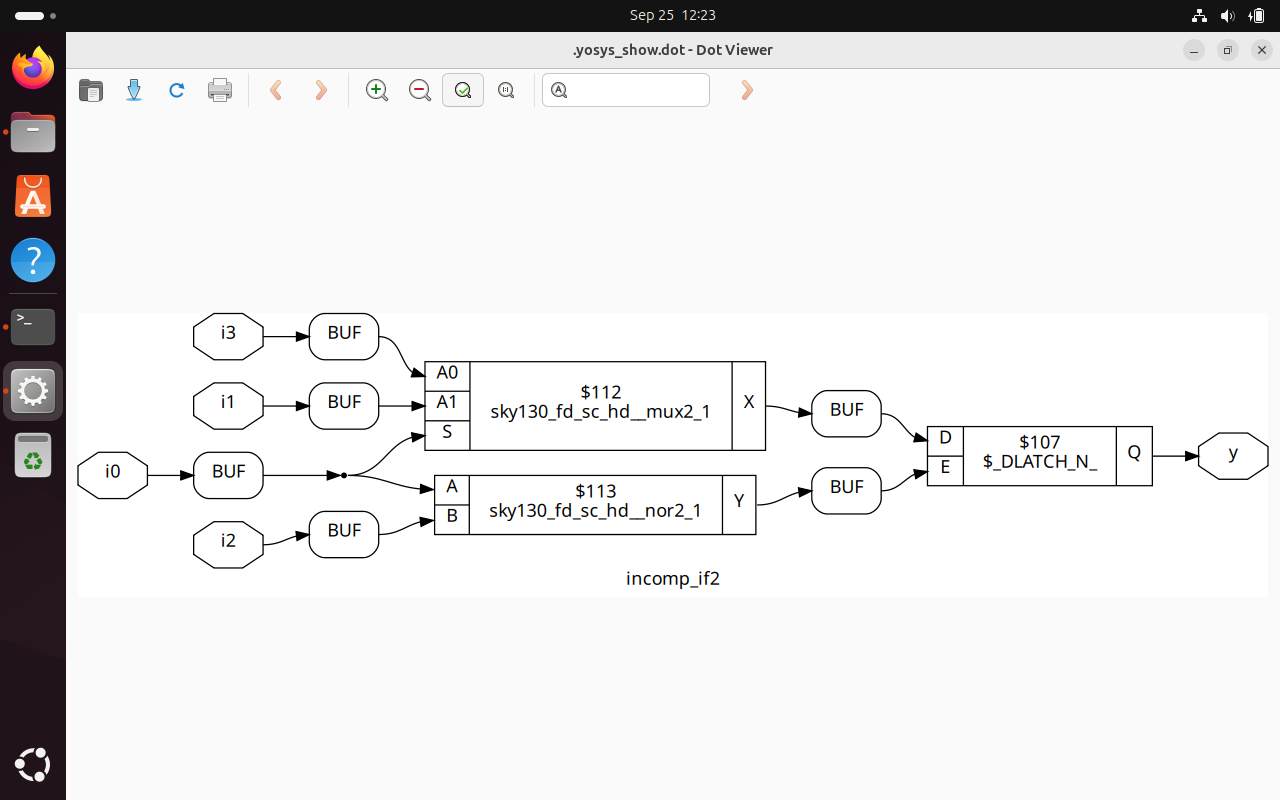 Sep 25 12:23
.yosys_show.dot - Dot Viewer
i3
BUF
i1
BUF
i0
BUF
i2
BUF
A0
A1
S
$112
sky130_fd_sc_hd__mux2_1
X
A
B
$113
sky130_fd_sc_hd__nor2_1
Y
BUF
BUF
D
E
$107
$_DLATCH_N_
Q
y
incomp_if2